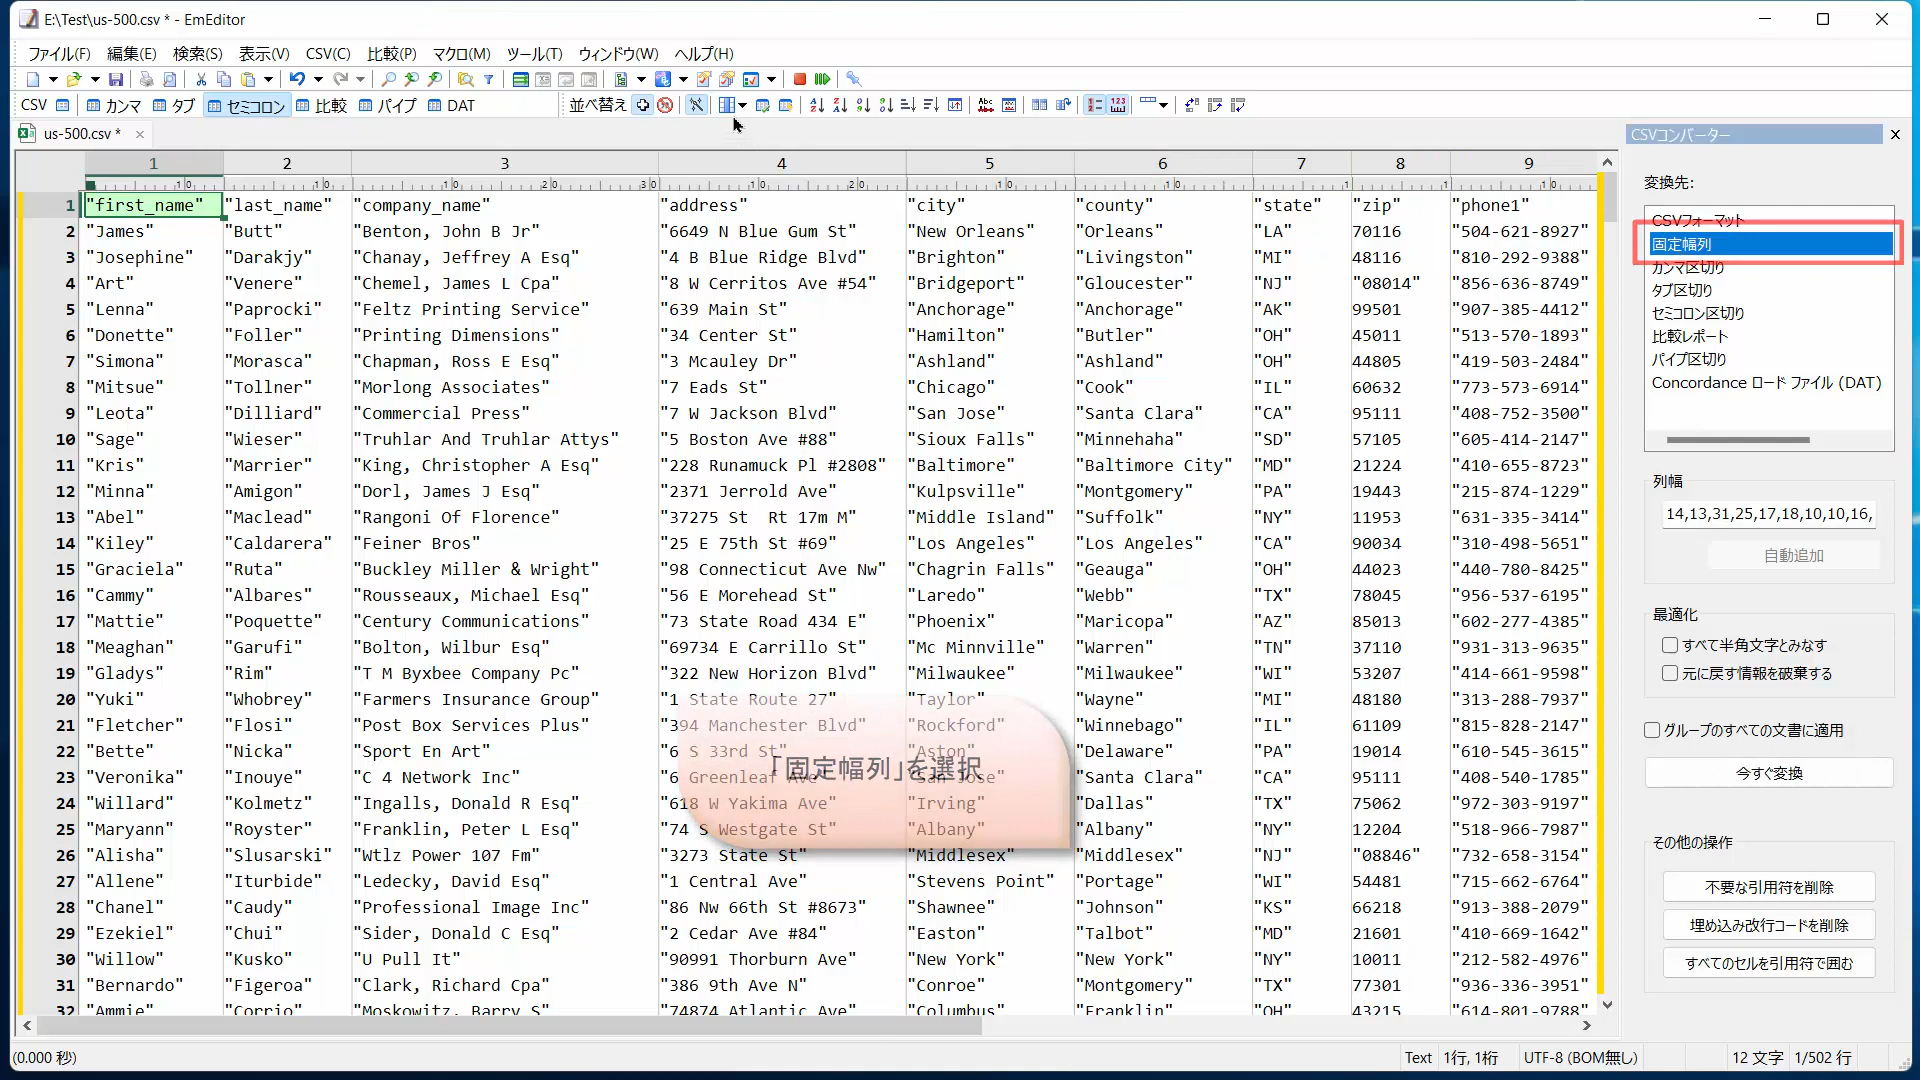 E:\Test\us-500.csv * - EmEditor
ファイル(F) 編集(E) 検索(S) 表示(V) CSV(C) 比較(P) マクロ(M) ツール(T) ウィンドウ(W) ヘルプ(H)
CSV カンマ タブ セミコロン 比較 パイプ DAT 並べ替え
us-500.csv *
1 2 3 4 5 6 7 8 9
1 "first_name" "last_name" "company_name" "address" "city" "county" "state" "zip" "phone1"
2 "James" "Butt" "Benton, John B Jr" "6649 N Blue Gum St" "New Orleans" "Orleans" "LA" 70116 "504-621-8927"
3 "Josephine" "Darakjy" "Chanay, Jeffrey A Esq" "4 B Blue Ridge Blvd" "Brighton" "Livingston" "MI" 48116 "810-292-9388"
4 "Art" "Venere" "Chemel, James L Cpa" "8 W Cerritos Ave #54" "Bridgeport" "Gloucester" "NJ" "08014" "856-636-8749"
5 "Lenna" "Paprocki" "Feltz Printing Service" "639 Main St" "Anchorage" "Anchorage" "AK" 99501 "907-385-4412"
6 "Donette" "Foller" "Printing Dimensions" "34 Center St" "Hamilton" "Butler" "OH" 45011 "513-570-1893"
7 "Simona" "Morasca" "Chapman, Ross E Esq" "3 Mcauley Dr" "Ashland" "Ashland" "OH" 44805 "419-503-2484"
8 "Mitsue" "Tollner" "Morlong Associates" "7 Eads St" "Chicago" "Cook" "IL" 60632 "773-573-6914"
9 "Leota" "Dilliard" "Commercial Press" "7 W Jackson Blvd" "San Jose" "Santa Clara" "CA" 95111 "408-752-3500"
10 "Sage" "Wieser" "Truhlar And Truhlar Attys" "5 Boston Ave #88" "Sioux Falls" "Minnehaha" "SD" 57105 "605-414-2147"
11 "Kris" "Marrier" "King, Christopher A Esq" "228 Runamuck Pl #2808" "Baltimore" "Baltimore City" "MD" 21224 "410-655-8723"
12 "Minna" "Amigon" "Dorl, James J Esq" "2371 Jerrold Ave" "Kulpsville" "Montgomery" "PA" 19443 "215-874-1229"
13 "Abel" "Maclead" "Rangoni Of Florence" "37275 St  Rt 17m M" "Middle Island" "Suffolk" "NY" 11953 "631-335-3414"
14 "Kiley" "Caldarera" "Feiner Bros" "25 E 75th St #69" "Los Angeles" "Los Angeles" "CA" 90034 "310-498-5651"
15 "Graciela" "Ruta" "Buckley Miller & Wright" "98 Connecticut Ave Nw" "Chagrin Falls" "Geauga" "OH" 44023 "440-780-8425"
16 "Cammy" "Albares" "Rousseaux, Michael Esq" "56 E Morehead St" "Laredo" "Webb" "TX" 78045 "956-537-6195"
17 "Mattie" "Poquette" "Century Communications" "73 State Road 434 E" "Phoenix" "Maricopa" "AZ" 85013 "602-277-4385"
18 "Meaghan" "Garufi" "Bolton, Wilbur Esq" "69734 E Carrillo St" "Mc Minnville" "Warren" "TN" 37110 "931-313-9635"
19 "Gladys" "Rim" "T M Byxbee Company Pc" "322 New Horizon Blvd" "Milwaukee" "Milwaukee" "WI" 53207 "414-661-9598"
20 "Yuki" "Whobrey" "Farmers Insurance Group" "1 State Route 27" "Taylor" "Wayne" "MI" 48180 "313-288-7937"
21 "Fletcher" "Flosi" "Post Box Services Plus" "394 Manchester Blvd" "Rockford" "Winnebago" "IL" 61109 "815-828-2147"
22 "Bette" "Nicka" "Sport En Art" "6 S 33rd St" "Aston" "Delaware" "PA" 19014 "610-545-3615"
23 "Veronika" "Inouye" "C 4 Network Inc" "6 Greenleaf Ave" "San Jose" "Santa Clara" "CA" 95111 "408-540-1785"
24 "Willard" "Kolmetz" "Ingalls, Donald R Esq" "618 W Yakima Ave" "Irving" "Dallas" "TX" 75062 "972-303-9197"
25 "Maryann" "Royster" "Franklin, Peter L Esq" "74 S Westgate St" "Albany" "Albany" "NY" 12204 "518-966-7987"
26 "Alisha" "Slusarski" "Wtlz Power 107 Fm" "3273 State St" "Middlesex" "Middlesex" "NJ" "08846" "732-658-3154"
27 "Allene" "Iturbide" "Ledecky, David Esq" "1 Central Ave" "Stevens Point" "Portage" "WI" 54481 "715-662-6764"
28 "Chanel" "Caudy" "Professional Image Inc" "86 Nw 66th St #8673" "Shawnee" "Johnson" "KS" 66218 "913-388-2079"
29 "Ezekiel" "Chui" "Sider, Donald C Esq" "2 Cedar Ave #84" "Easton" "Talbot" "MD" 21601 "410-669-1642"
30 "Willow" "Kusko" "U Pull It" "90991 Thorburn Ave" "New York" "New York" "NY" 10011 "212-582-4976"
31 "Bernardo" "Figeroa" "Clark, Richard Cpa" "386 9th Ave N" "Conroe" "Montgomery" "TX" 77301 "936-336-3951"
32 "Ammie" "Corrio" "Moskowitz, Barry S" "74874 Atlantic Ave" "Columbus" "Franklin" "OH" 43215 "614-801-9788"
「固定幅列」を選択
CSVコンバーター
変換先:
CSVフォーマット
固定幅列
カンマ区切り
タブ区切り
セミコロン区切り
比較レポート
パイプ区切り
Concordance ロード ファイル (DAT)
列幅
14,13,31,25,17,18,10,10,16,
自動追加
最適化
すべて半角文字とみなす
元に戻す情報を破棄する
グループのすべての文書に適用
今すぐ変換
その他の操作
不要な引用符を削除
埋め込み改行コードを削除
すべてのセルを引用符で囲む
(0.000 秒) Text 1行, 1桁 UTF-8 (BOM無し) 12 文字 1/502 行